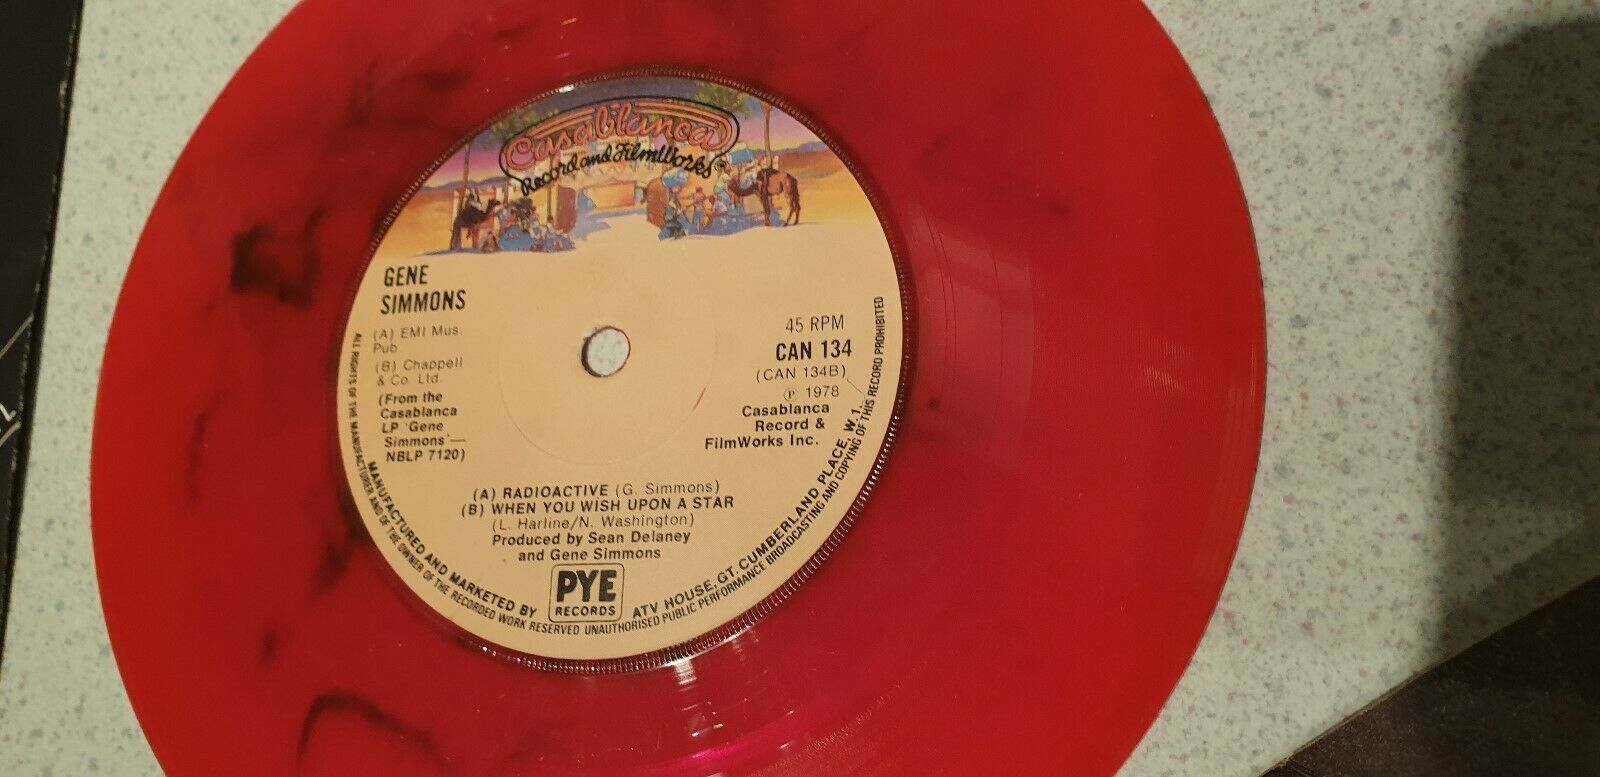 Casablanca
Record and FilmWorks ®
GENE
SIMMONS
(A) EMI Mus.
Pub.
(B) Chappell
& Co. Ltd.
(From the
Casablanca
LP 'Gene
Simmons'—
NBLP 7120)
45 RPM
CAN 134
(CAN 134B)
℗ 1978
Casablanca
Record &
FilmWorks Inc.
(A) RADIOACTIVE (G. Simmons)
(B) WHEN YOU WISH UPON A STAR
(L. Harline/N. Washington)
Produced by Sean Delaney
and Gene Simmons
MANUFACTURED AND MARKETED BY PYE RECORDS ATV HOUSE, GT. CUMBERLAND PLACE, W.1.
ALL RIGHTS OF THE MANUFACTURER AND OF THE OWNER OF THE RECORDED WORK RESERVED UNAUTHORISED PUBLIC PERFORMANCE BROADCASTING AND COPYING OF THIS RECORD PROHIBITED